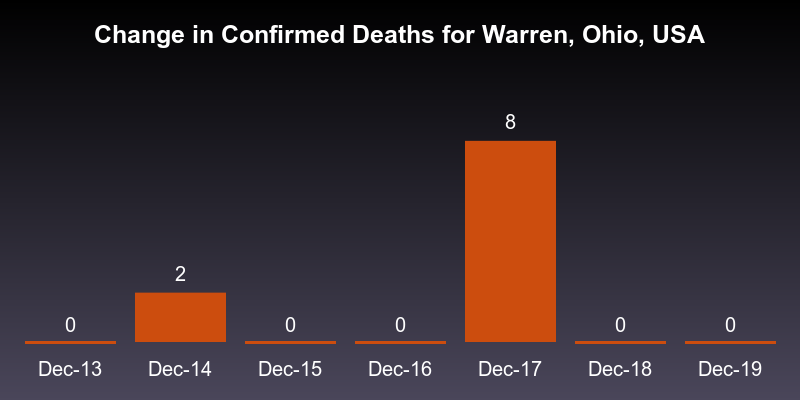 Change in Confirmed Deaths for Warren, Ohio, USA
8
2
0 0 0 0 0
Dec-13 Dec-14 Dec-15 Dec-16 Dec-17 Dec-18 Dec-19